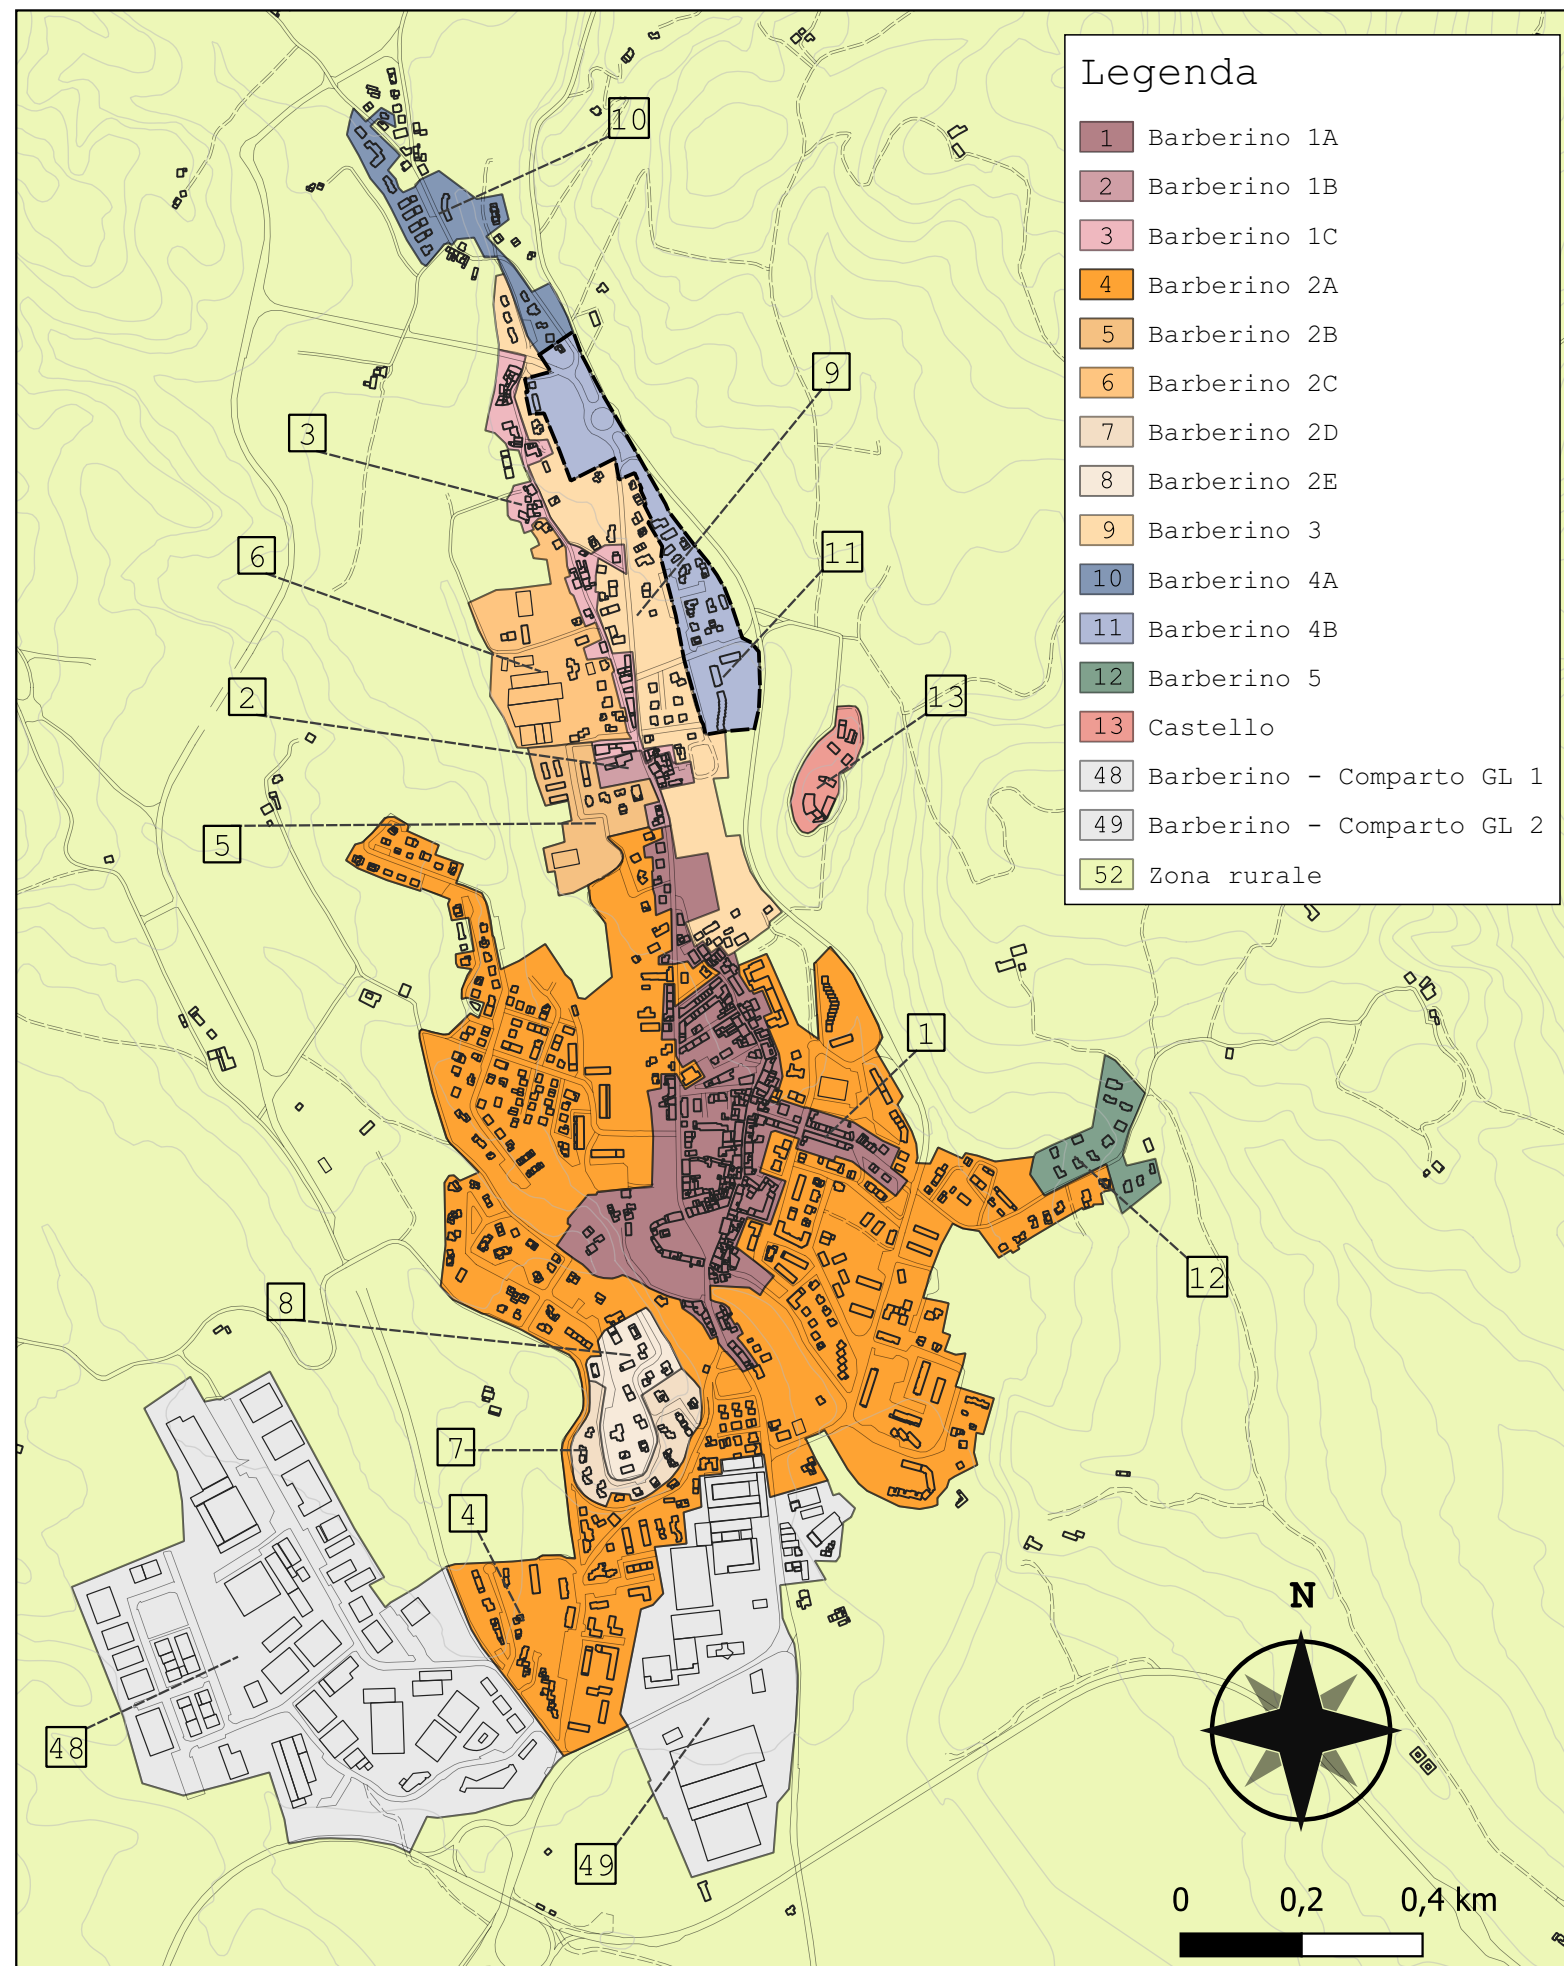 Legenda
1 Barberino 1A
2 Barberino 1B
3 Barberino 1C
4 Barberino 2A
5 Barberino 2B
6 Barberino 2C
7 Barberino 2D
8 Barberino 2E
9 Barberino 3
10 Barberino 4A
11 Barberino 4B
12 Barberino 5
13 Castello
48 Barberino - Comparto GL 1
49 Barberino - Comparto GL 2
52 Zona rurale
10
9
3
11
6
13
2
5
1
12
8
7
4
48
49
N
0 0,2 0,4 km